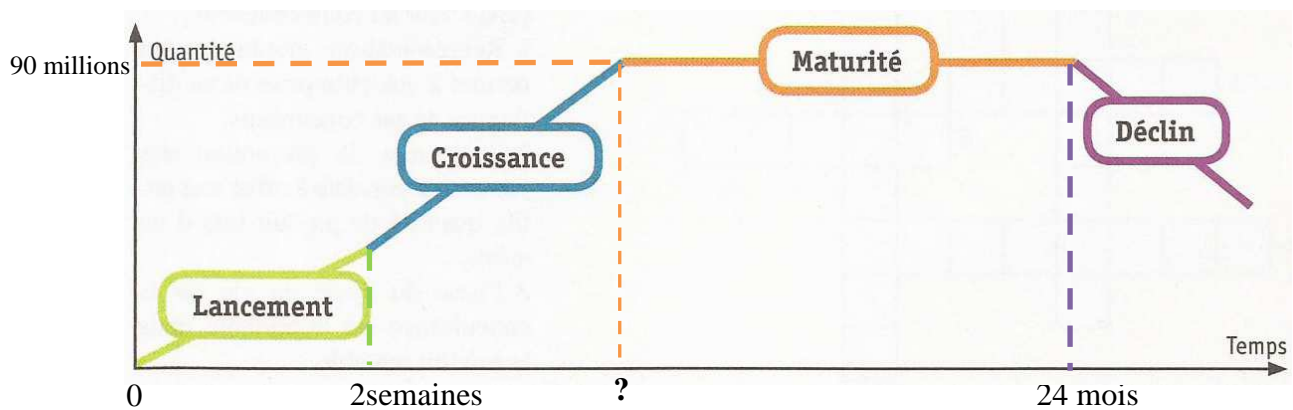 Quantité
90 millions
Maturité
Croissance
Déclin
Lancement
Temps
0
2semaines
?
24 mois